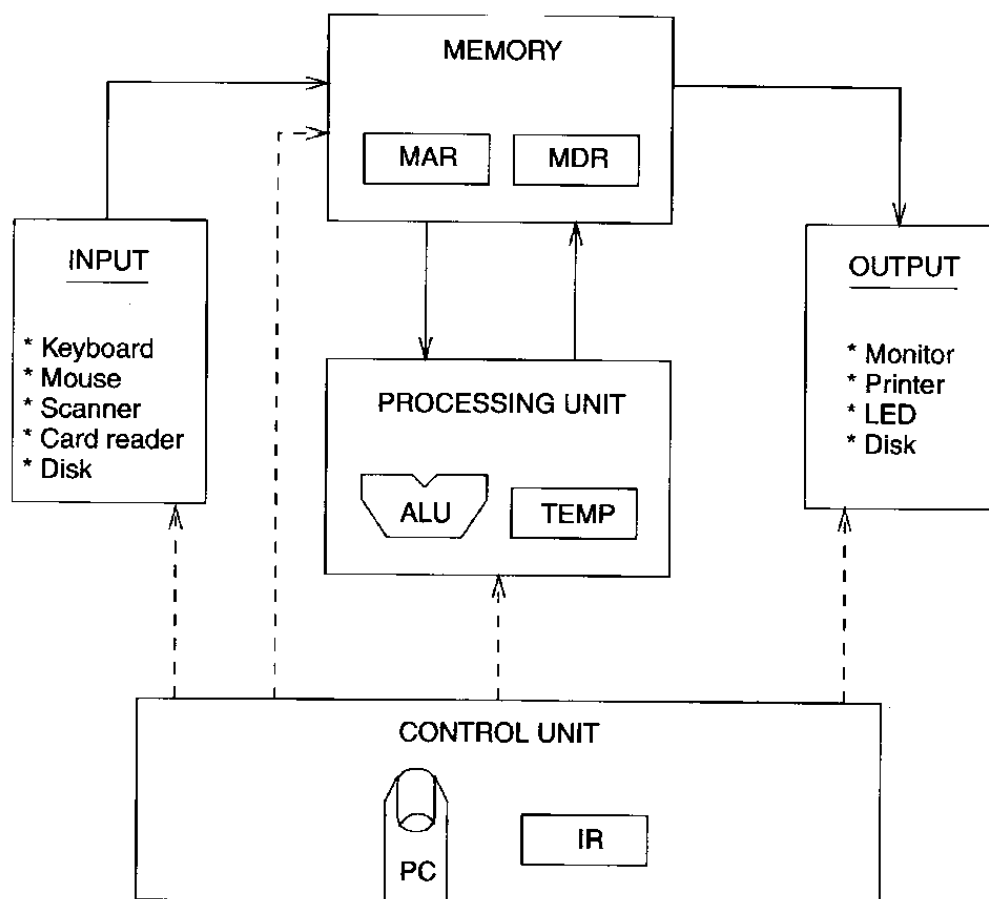 MEMORY
MAR
MDR
INPUT
* Keyboard
* Mouse
* Scanner
* Card reader
* Disk
OUTPUT
* Monitor
* Printer
* LED
* Disk
PROCESSING UNIT
ALU
TEMP
CONTROL UNIT
PC
IR